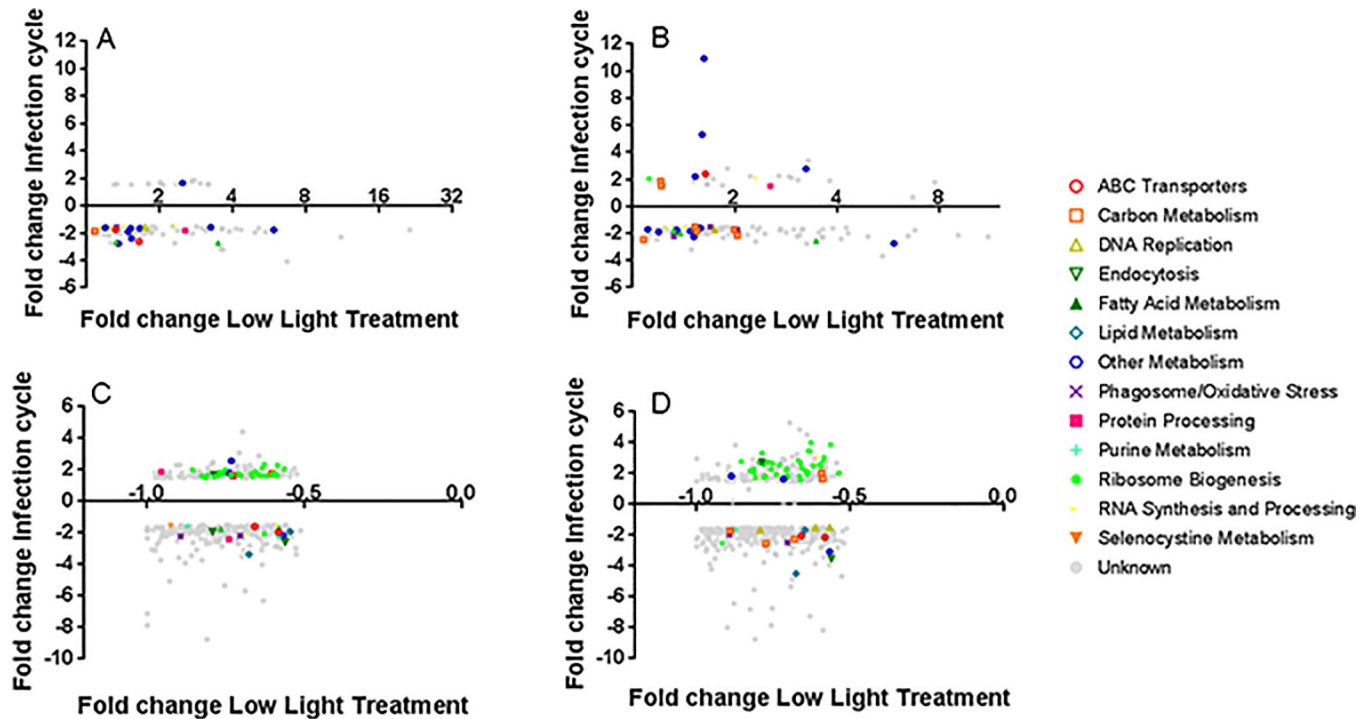 A
Fold change Infection cycle
12
10
8
6
4
2
0
-2
-4
-6
2 4 8 16 32
Fold change Low Light Treatment
B
Fold change Infection cycle
12
10
8
6
4
2
0
-2
-4
-6
2 4 8
Fold change Low Light Treatment
ABC Transporters
Carbon Metabolism
DNA Replication
Endocytosis
Fatty Acid Metabolism
Lipid Metabolism
Other Metabolism
Phagosome/Oxidative Stress
Protein Processing
Purine Metabolism
Ribosome Biogenesis
RNA Synthesis and Processing
Selenocystine Metabolism
Unknown
C
Fold change Infection cycle
6
4
2
0
-2
-4
-6
-8
-10
-1.0 -0.5 0.0
Fold change Low Light Treatment
D
Fold change Infection cycle
6
4
2
0
-2
-4
-6
-8
-10
-1.0 -0.5 0.0
Fold change Low Light Treatment